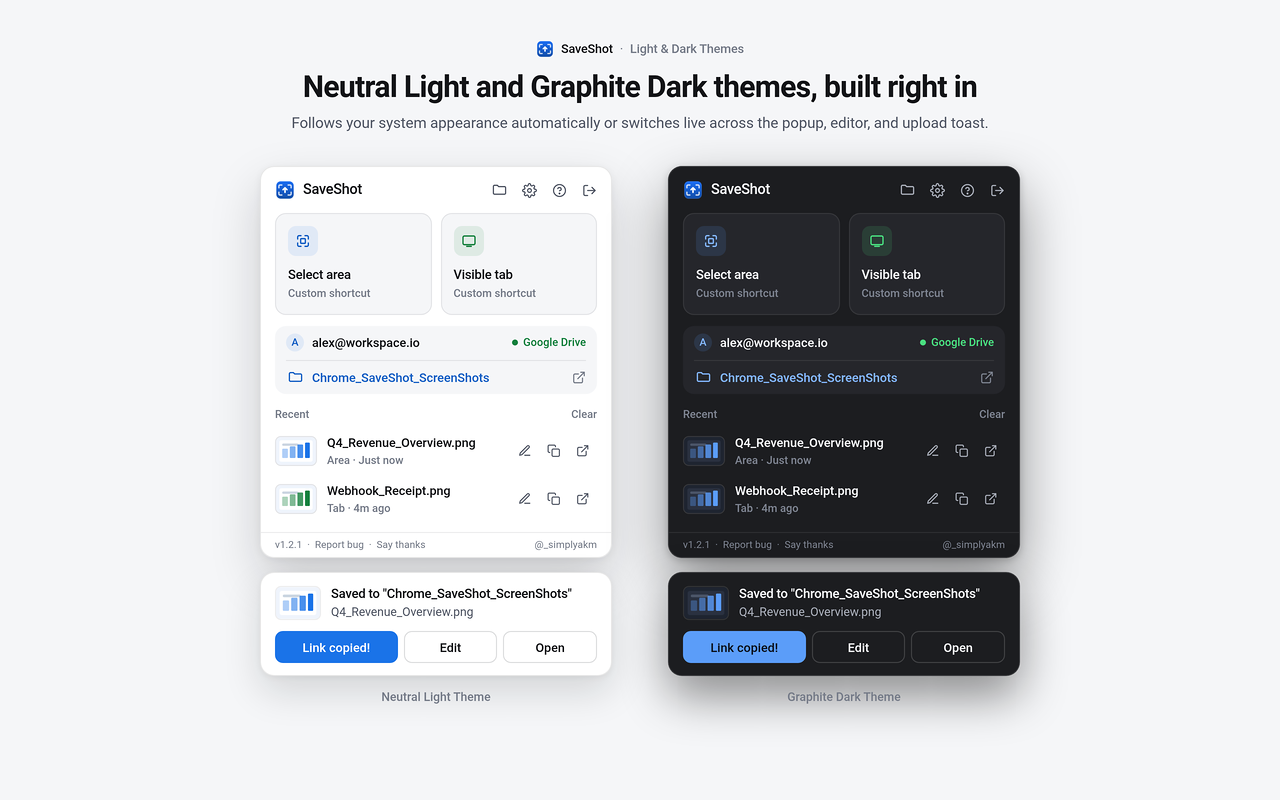 SaveShot · Light & Dark Themes
Neutral Light and Graphite Dark themes, built right in
Follows your system appearance automatically or switches live across the popup, editor, and upload toast.
SaveShot
Select area
Custom shortcut
Visible tab
Custom shortcut
A alex@workspace.io
Google Drive
Chrome_SaveShot_ScreenShots
Recent
Clear
Q4_Revenue_Overview.png
Area · Just now
Webhook_Receipt.png
Tab · 4m ago
v1.2.1 · Report bug · Say thanks
@_simplyakm
Saved to "Chrome_SaveShot_ScreenShots"
Q4_Revenue_Overview.png
Link copied!
Edit
Open
Neutral Light Theme
SaveShot
Select area
Custom shortcut
Visible tab
Custom shortcut
A alex@workspace.io
Google Drive
Chrome_SaveShot_ScreenShots
Recent
Clear
Q4_Revenue_Overview.png
Area · Just now
Webhook_Receipt.png
Tab · 4m ago
v1.2.1 · Report bug · Say thanks
@_simplyakm
Saved to "Chrome_SaveShot_ScreenShots"
Q4_Revenue_Overview.png
Link copied!
Edit
Open
Graphite Dark Theme